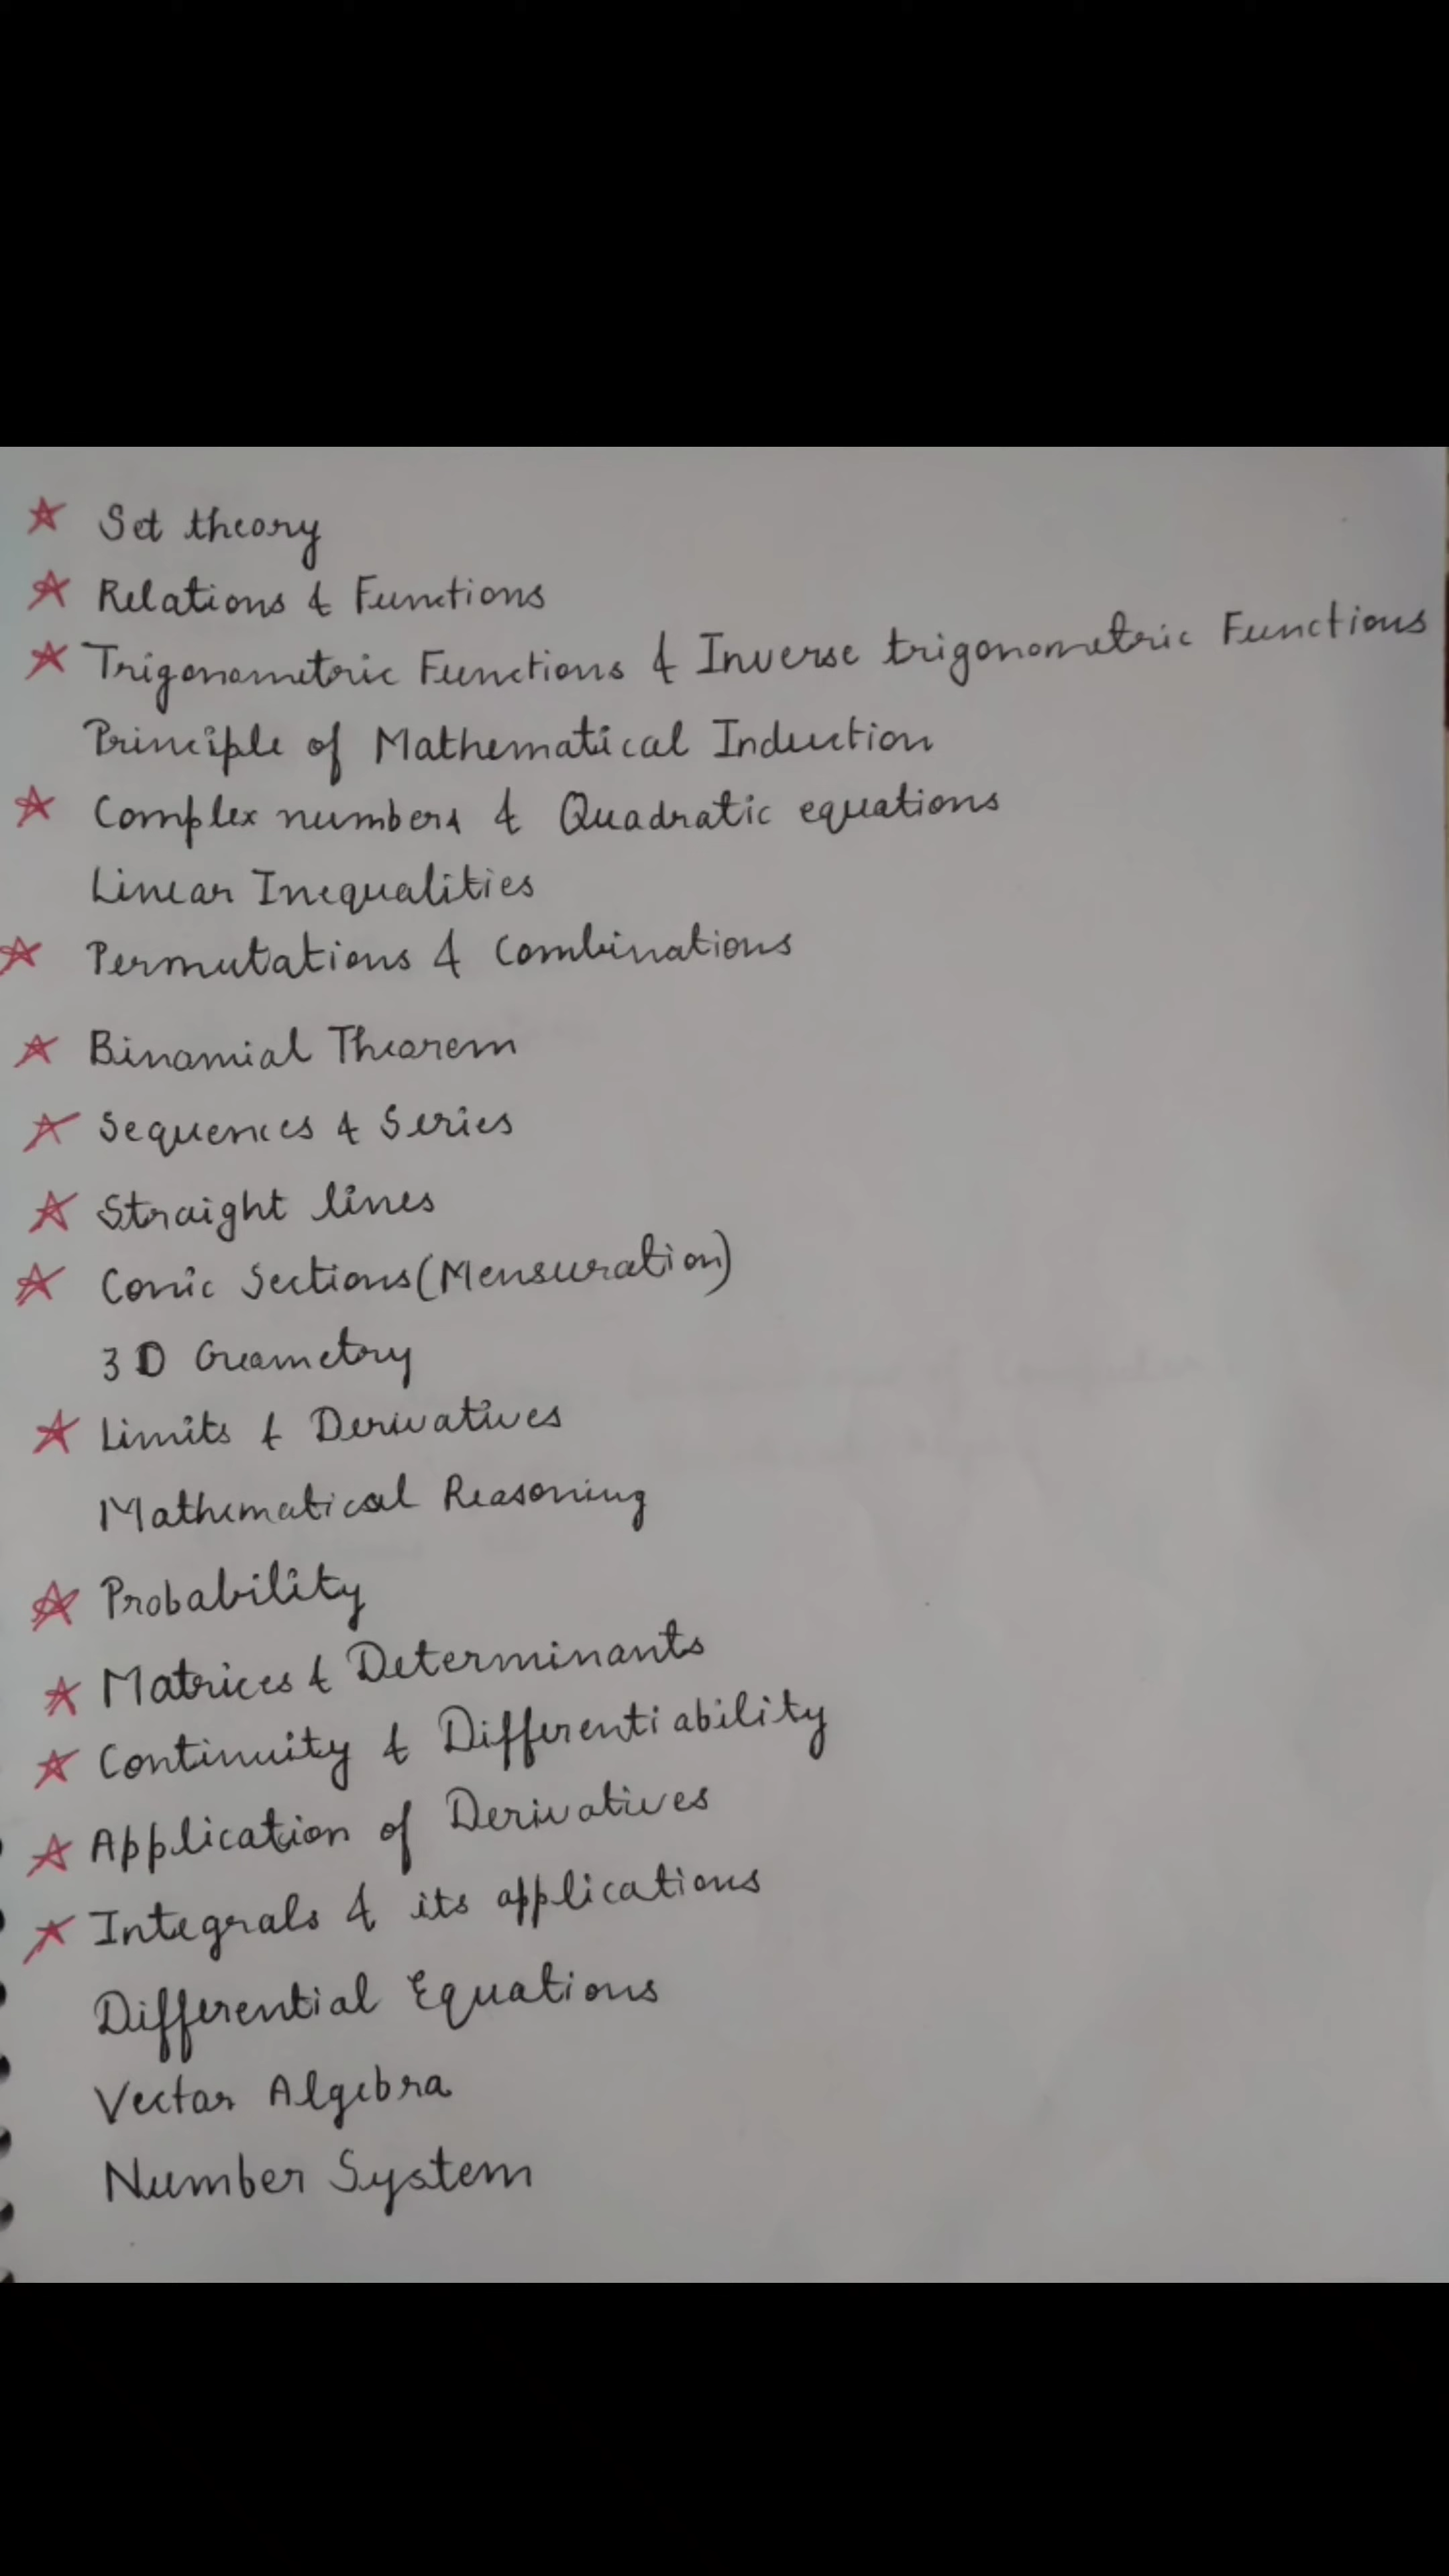 ★ Set theory
★ Relations & Functions
★ Trigonometric Functions & Inverse trigonometric Functions
Principle of Mathematical Induction
★ Complex numbers & Quadratic equations
Linear Inequalities
★ Permutations & Combinations
★ Binomial Theorem
★ Sequences & Series
★ Straight lines
★ Conic Sections (Mensuration)
3D Geometry
★ Limits & Derivatives
Mathematical Reasoning
★ Probability
★ Matrices & Determinants
★ Continuity & Differentiability
★ Application of Derivatives
★ Integrals & its applications
Differential Equations
Vector Algebra
Number System